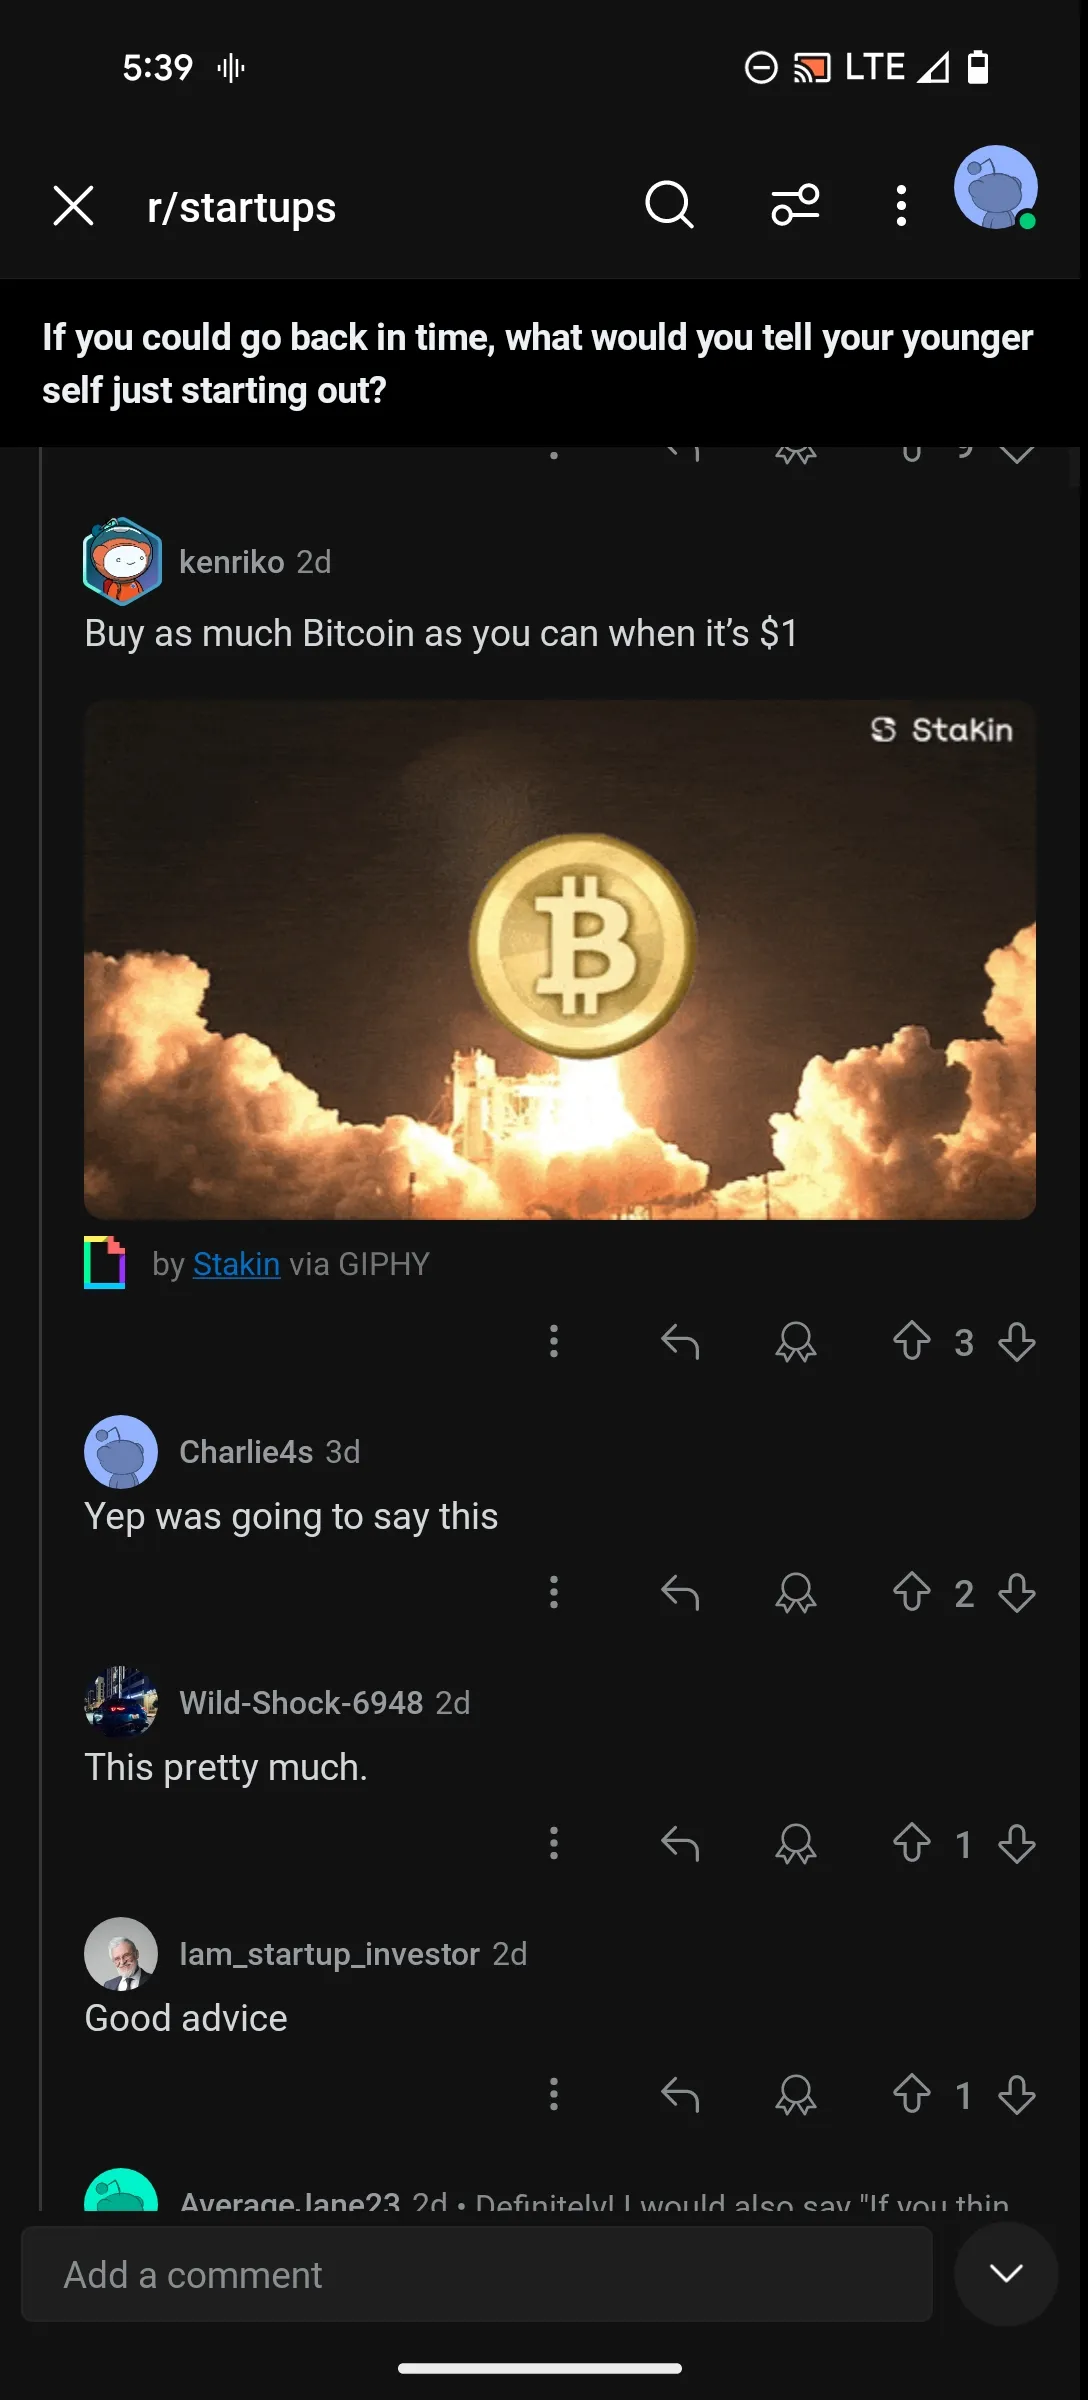 5:39
LTE
r/startups
If you could go back in time, what would you tell your younger
self just starting out?
9
kenriko 2d
Buy as much Bitcoin as you can when it’s $1
Stakin
by Stakin via GIPHY
3
Charlie4s 3d
Yep was going to say this
2
Wild-Shock-6948 2d
This pretty much.
1
Iam_startup_investor 2d
Good advice
1
AverageJane23 2d • Definitely! I would also say "If you thin
Add a comment